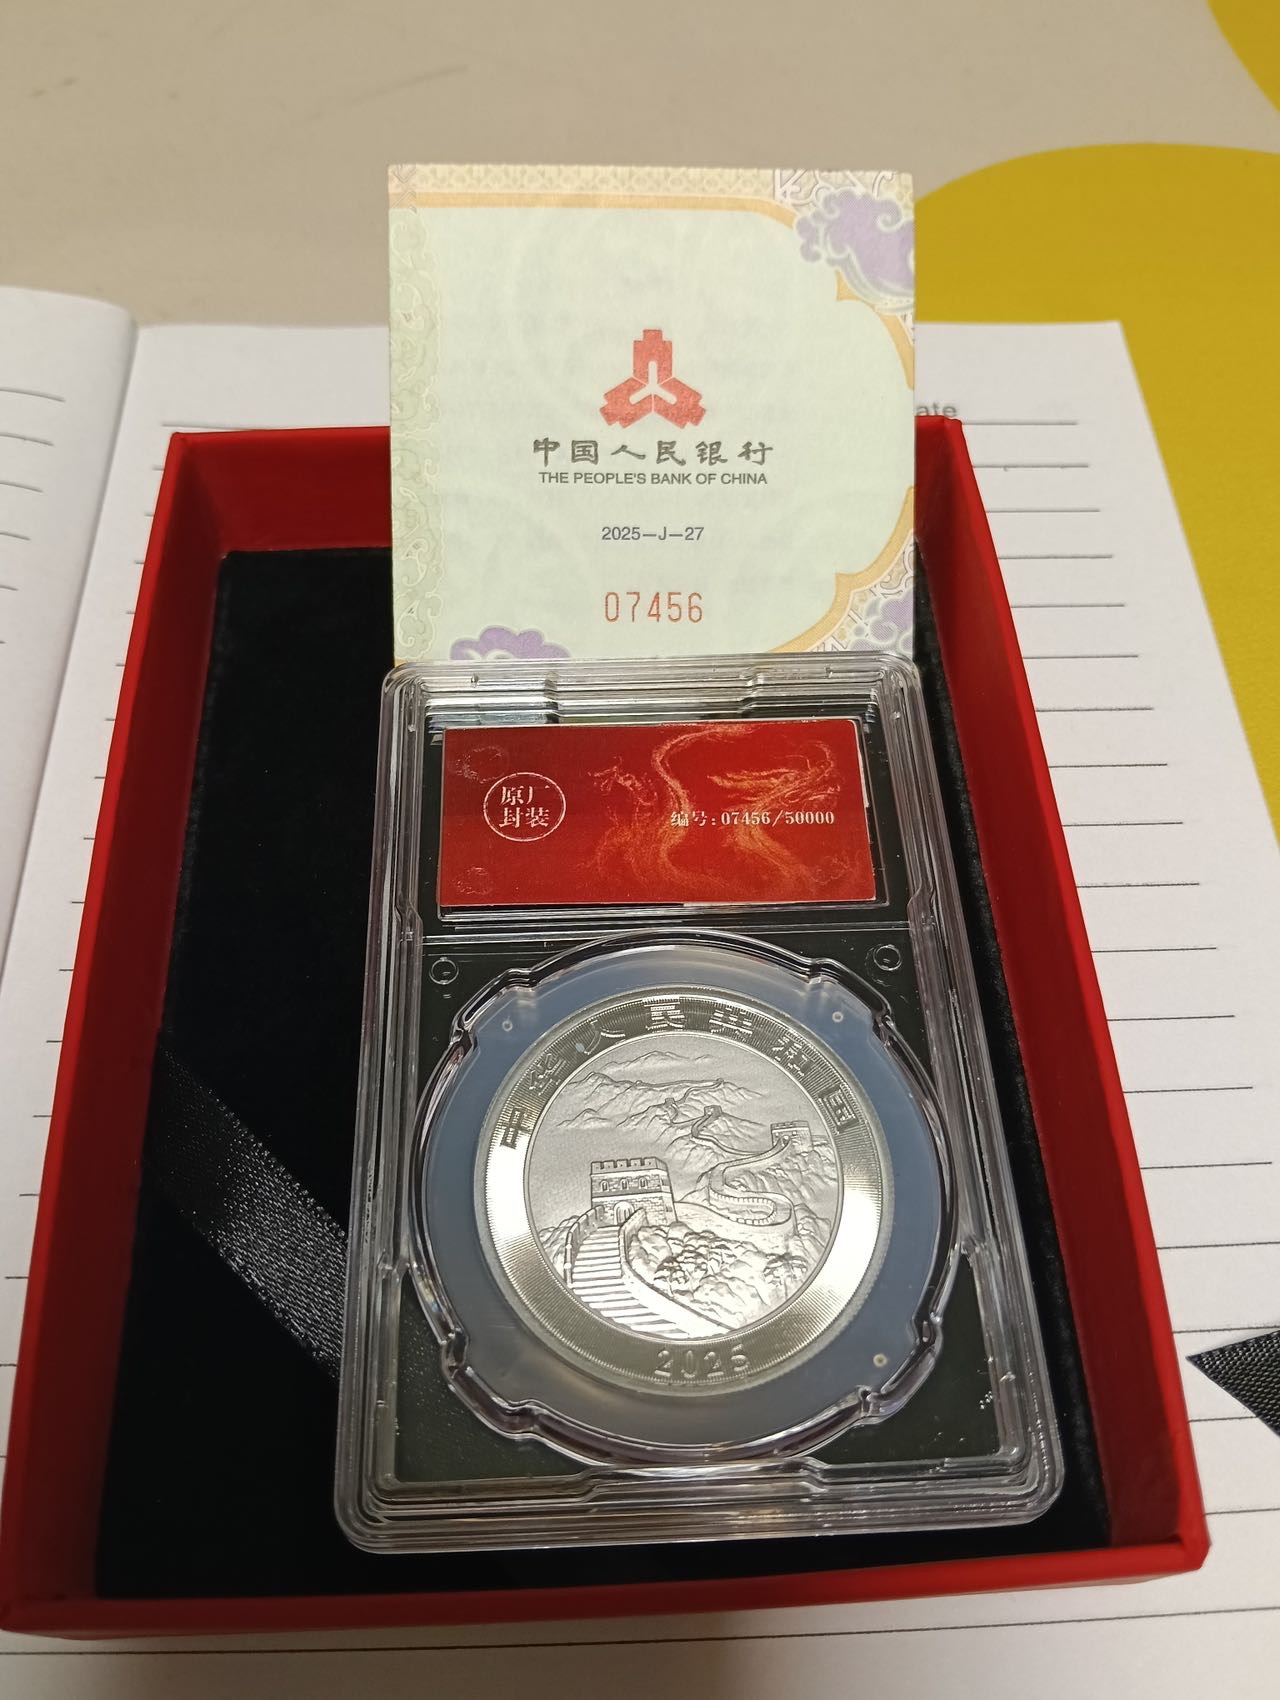 中国人民银行
THE PEOPLE'S BANK OF CHINA
2025—J—27
07456
ate
原厂
封装
编号:07456/50000
中华人民共和国
2025